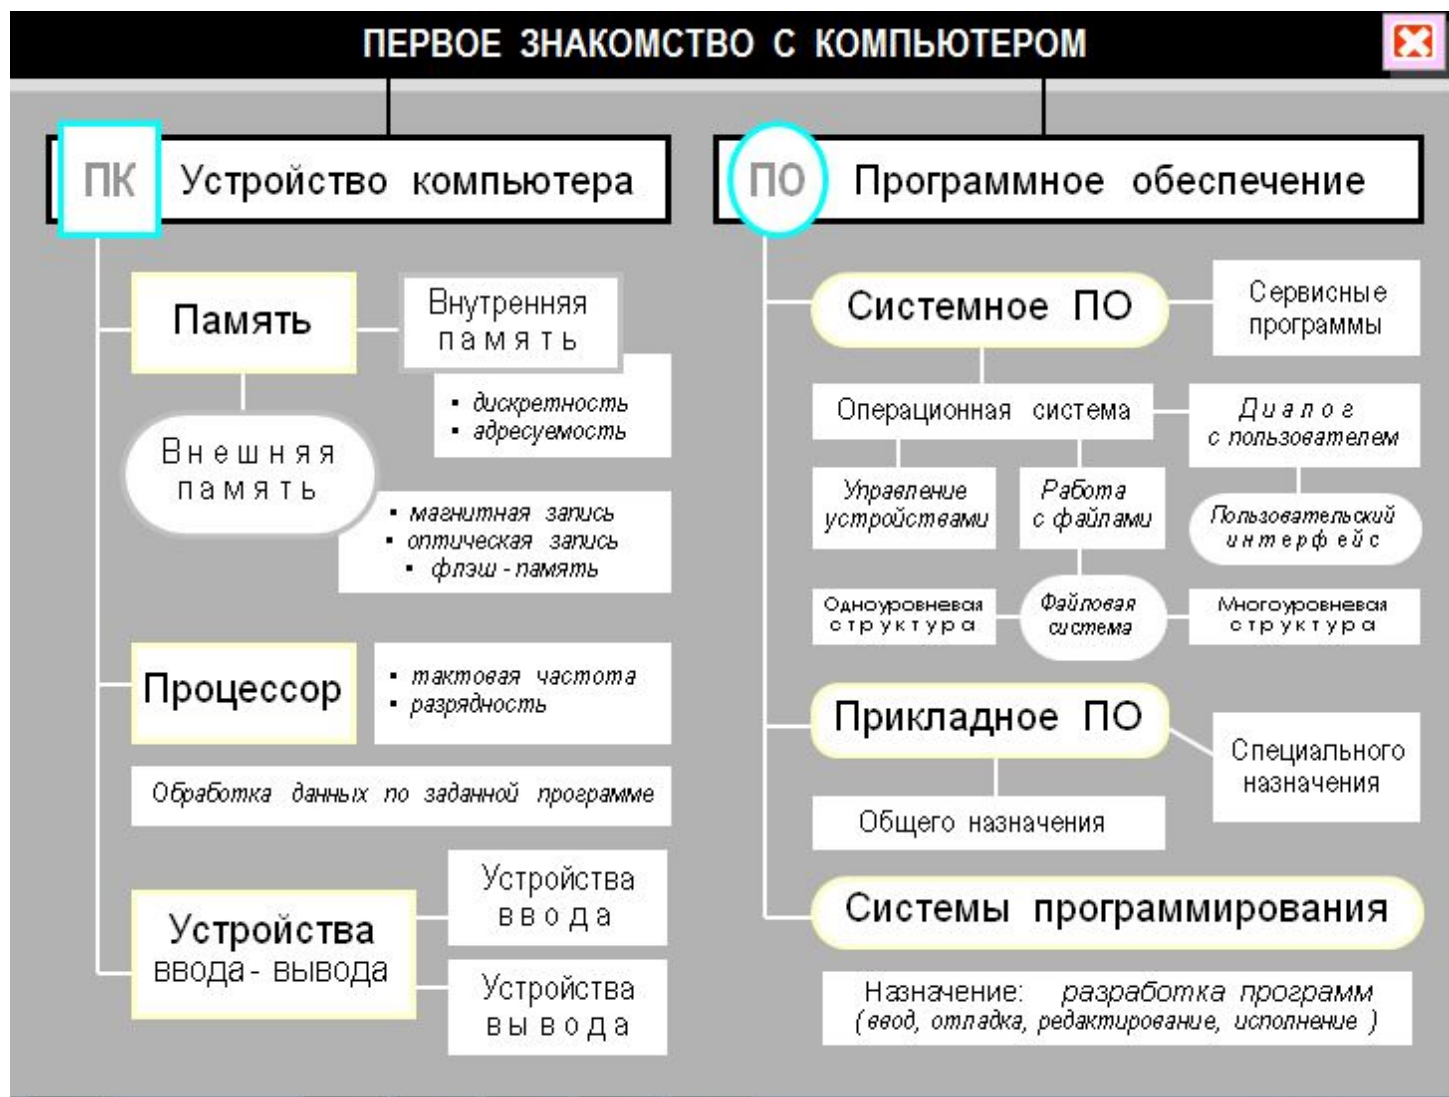 ПЕРВОЕ ЗНАКОМСТВО С КОМПЬЮТЕРОМ
ПК
Устройство компьютера
Память
Внутренняя
память
▪ дискретность
▪ адресуемость
Внешняя
память
▪ магнитная запись
▪ оптическая запись
▪ флэш - память
Процессор
▪ тактовая частота
▪ разрядность
Обработка данных по заданной программе
Устройства
ввода - вывода
Устройства
ввода
Устройства
вывода
ПО
Программное обеспечение
Системное ПО
Сервисные
программы
Операционная система
Диалог
с пользователем
Управление
устройствами
Работа
с файлами
Пользовательский
интерфейс
Одноуровневая
структура
Файловая
система
Многоуровневая
структура
Прикладное ПО
Специального
назначения
Общего назначения
Системы программирования
Назначение: разработка программ
(ввод, отладка, редактирование, исполнение )